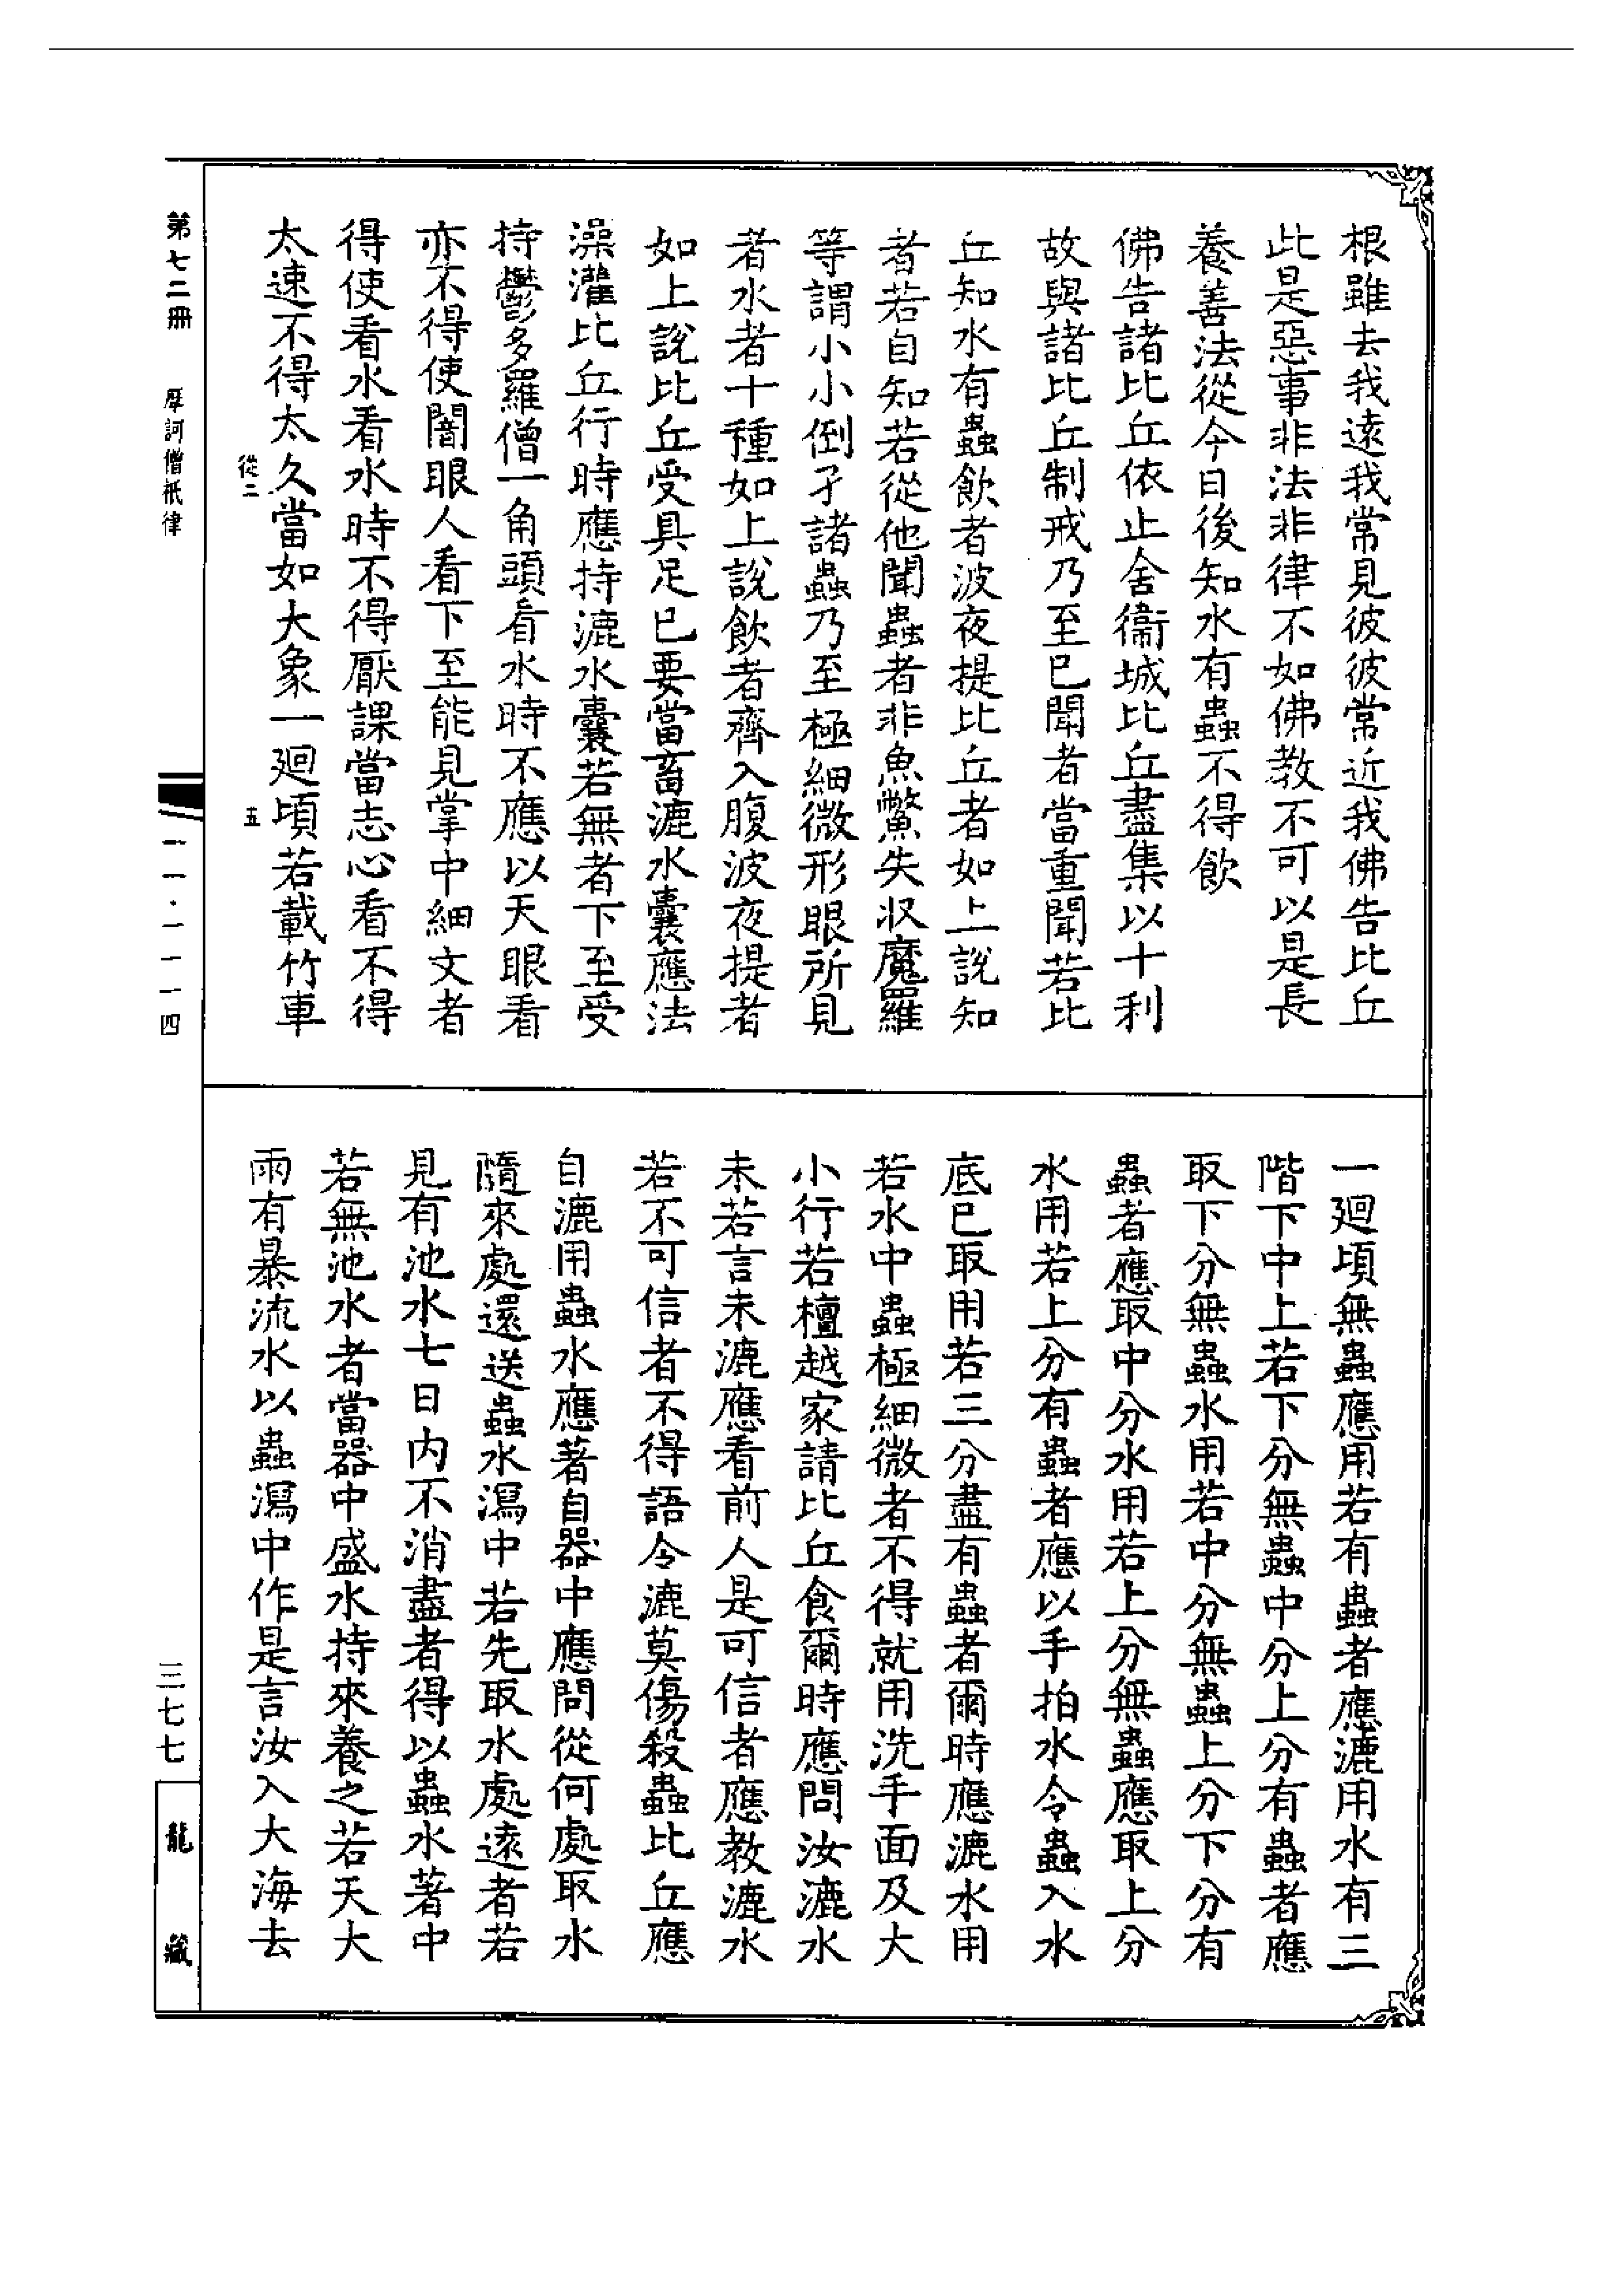 根雖去我遠我常見彼彼常近我佛告比丘
此是惡事非法非律不如佛教不可以是長
養善法從今日後知水有蟲不得飲
佛告諸比丘依止舍衞城比丘盡集以十利
故與諸比丘制戒乃至已聞者當重聞若比
丘知水有蟲飲者波夜提比丘者如上說知
者若自知若從他聞蟲者非魚鱉失收魔羅
等謂小小倒孑諸蟲乃至極細微形眼所見
者水者十種如上說飲者齊入腹波夜提者
如上說比丘受具足已要當畜漉水囊應法
澡灌比丘行時應持漉水囊若無者下至受
持鬱多羅僧一角頭看水時不應以天眼看
亦不得使闇眼人看下至能見掌中細文者
得使看水看水時不得厭課當志心看不得
太速不得太久當如大象一廻頃若載竹車
從二
五
一廻頃無蟲應用若有蟲者應漉用水有三
階下中上若下分無蟲中分上分有蟲者應
取下分無蟲水用若中分無蟲上分下分有
蟲者應取中分水用若上分無蟲應取上分
水用若上分有蟲者應以手拍水令蟲入水
底已取用若三分盡有蟲者爾時應漉水用
若水中蟲極細微者不得就用洗手面及大
小行若檀越家請比丘食爾時應問汝漉水
未若言未漉應看前人是可信者應教漉水
若不可信者不得語令漉莫傷殺蟲比丘應
自漉用蟲水應著自器中應問從何處取水
隨來處還送蟲水瀉中若先取水處遠者若
見有池水七日內不消盡者得以蟲水著中
若無池水者當器中盛水持來養之若天大
雨有暴流水以蟲瀉中作是言汝入大海去
第七二冊
摩訶僧祇律
一一·一一一四
三七七
龍藏